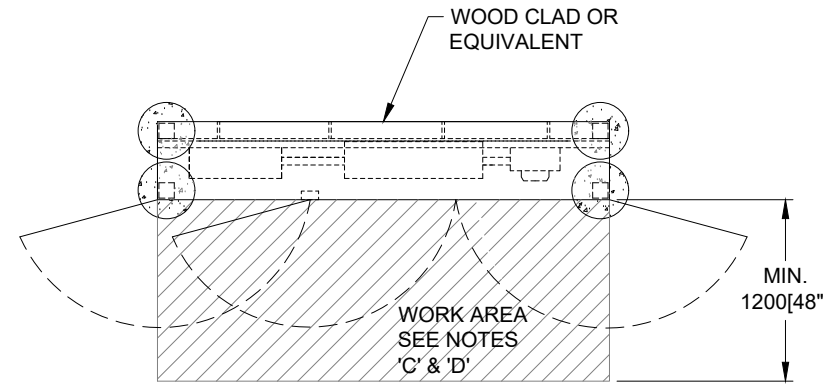 WOOD CLAD OR
EQUIVALENT
WORK AREA
SEE NOTES
'C' & 'D'
MIN.
1200[48"